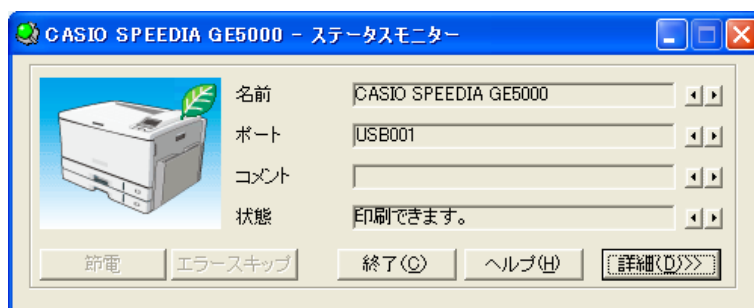 CASIO SPEEDIA GE5000 - ステータスモニター
名前 CASIO SPEEDIA GE5000
ポート USB001
コメント
状態 印刷できます。
節電 エラースキップ 終了(C) ヘルプ(H) 詳細(D)>>